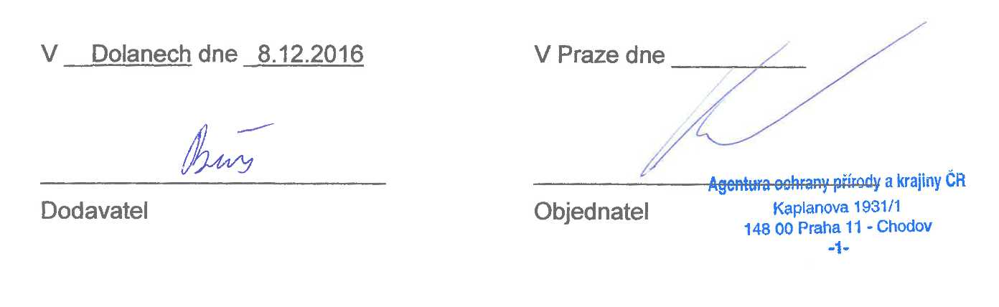 V Dolanech dne 8.12.2016
V Praze dne
Dodavatel
Objednatel
Agentura ochrany přírody a krajiny ČR
Kaplanova 1931/1
148 00 Praha 11 - Chodov
-1-